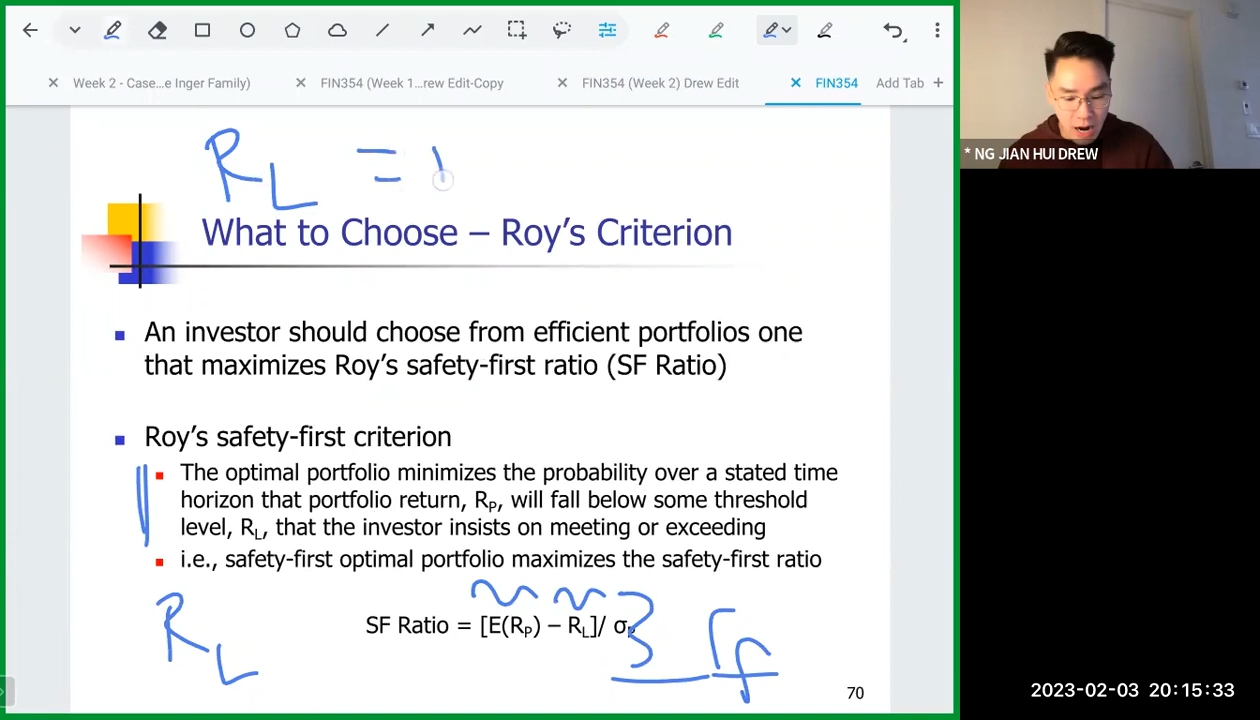 Week 2 - Case...e Inger Family)
FIN354 (Week 1...rew Edit-Copy
FIN354 (Week 2) Drew Edit
FIN354
Add Tab
* NG JIAN HUI DREW
RL =
What to Choose – Roy's Criterion
An investor should choose from efficient portfolios one
that maximizes Roy's safety-first ratio (SF Ratio)
Roy's safety-first criterion
The optimal portfolio minimizes the probability over a stated time
horizon that portfolio return, RP, will fall below some threshold
level, RL, that the investor insists on meeting or exceeding
i.e., safety-first optimal portfolio maximizes the safety-first ratio
RL
SF Ratio = [E(RP) – RL]/ σP
rf
70
2023-02-03 20:15:33